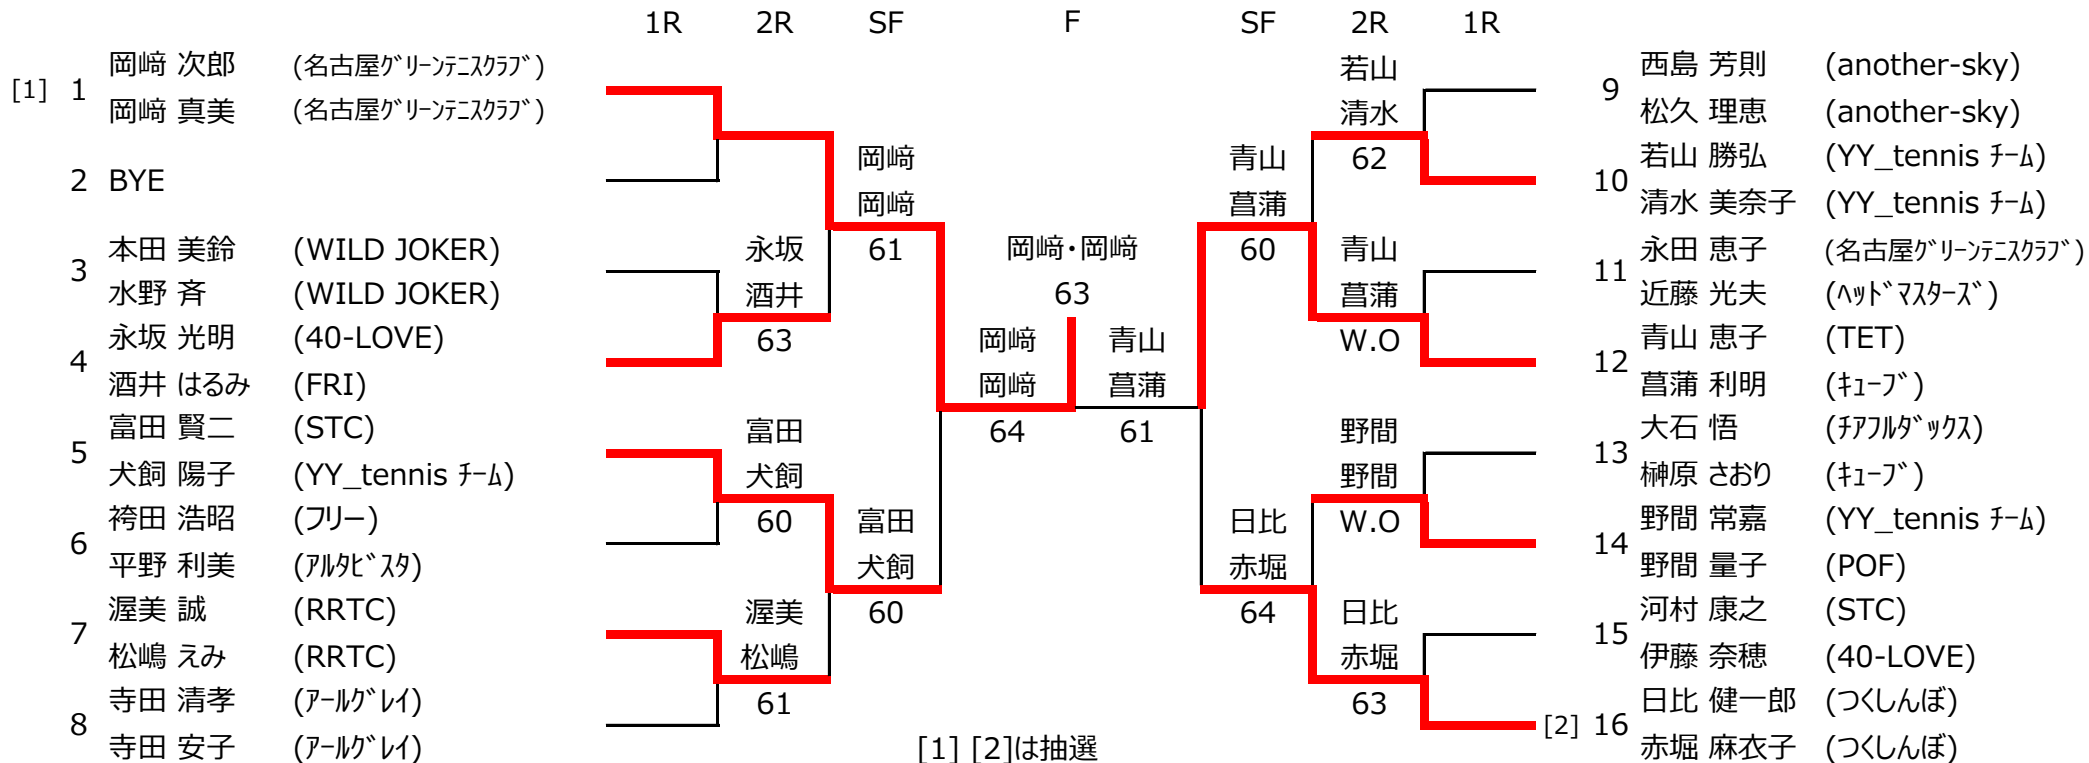 1R 2R SF F SF 2R 1R
[1] 1 岡﨑 次郎 (名古屋ｸﾞﾘｰﾝﾃﾆｽｸﾗﾌﾞ)
岡﨑 真美 (名古屋ｸﾞﾘｰﾝﾃﾆｽｸﾗﾌﾞ)
2 BYE
3 本田 美鈴 (WILD JOKER)
水野 斉 (WILD JOKER)
4 永坂 光明 (40-LOVE)
酒井 はるみ (FRI)
5 富田 賢二 (STC)
犬飼 陽子 (YY_tennis ﾁｰﾑ)
6 袴田 浩昭 (フリー)
平野 利美 (ｱﾙﾀﾋﾞｽﾀ)
7 渥美 誠 (RRTC)
松嶋 えみ (RRTC)
8 寺田 清孝 (ｱｰﾙｸﾞﾚｲ)
寺田 安子 (ｱｰﾙｸﾞﾚｲ)
永坂
酒井
63
富田
犬飼
60
渥美
松嶋
61
岡﨑
岡﨑
61
富田
犬飼
60
岡﨑
岡﨑
64
岡﨑・岡﨑
63
青山
菖蒲
61
青山
菖蒲
60
日比
赤堀
64
若山
清水
62
青山
菖蒲
W.O
野間
野間
W.O
日比
赤堀
63
9 西島 芳則 (another-sky)
松久 理恵 (another-sky)
10 若山 勝弘 (YY_tennis ﾁｰﾑ)
清水 美奈子 (YY_tennis ﾁｰﾑ)
11 永田 恵子 (名古屋ｸﾞﾘｰﾝﾃﾆｽｸﾗﾌﾞ)
近藤 光夫 (ﾍｯﾄﾞﾏｽﾀｰｽﾞ)
12 青山 恵子 (TET)
菖蒲 利明 (ｷｭｰﾌﾞ)
13 大石 悟 (ﾁｱﾌﾙﾀﾞｯｸｽ)
榊原 さおり (ｷｭｰﾌﾞ)
14 野間 常嘉 (YY_tennis ﾁｰﾑ)
野間 量子 (POF)
15 河村 康之 (STC)
伊藤 奈穂 (40-LOVE)
[2] 16 日比 健一郎 (つくしんぼ)
赤堀 麻衣子 (つくしんぼ)
[1] [2]は抽選